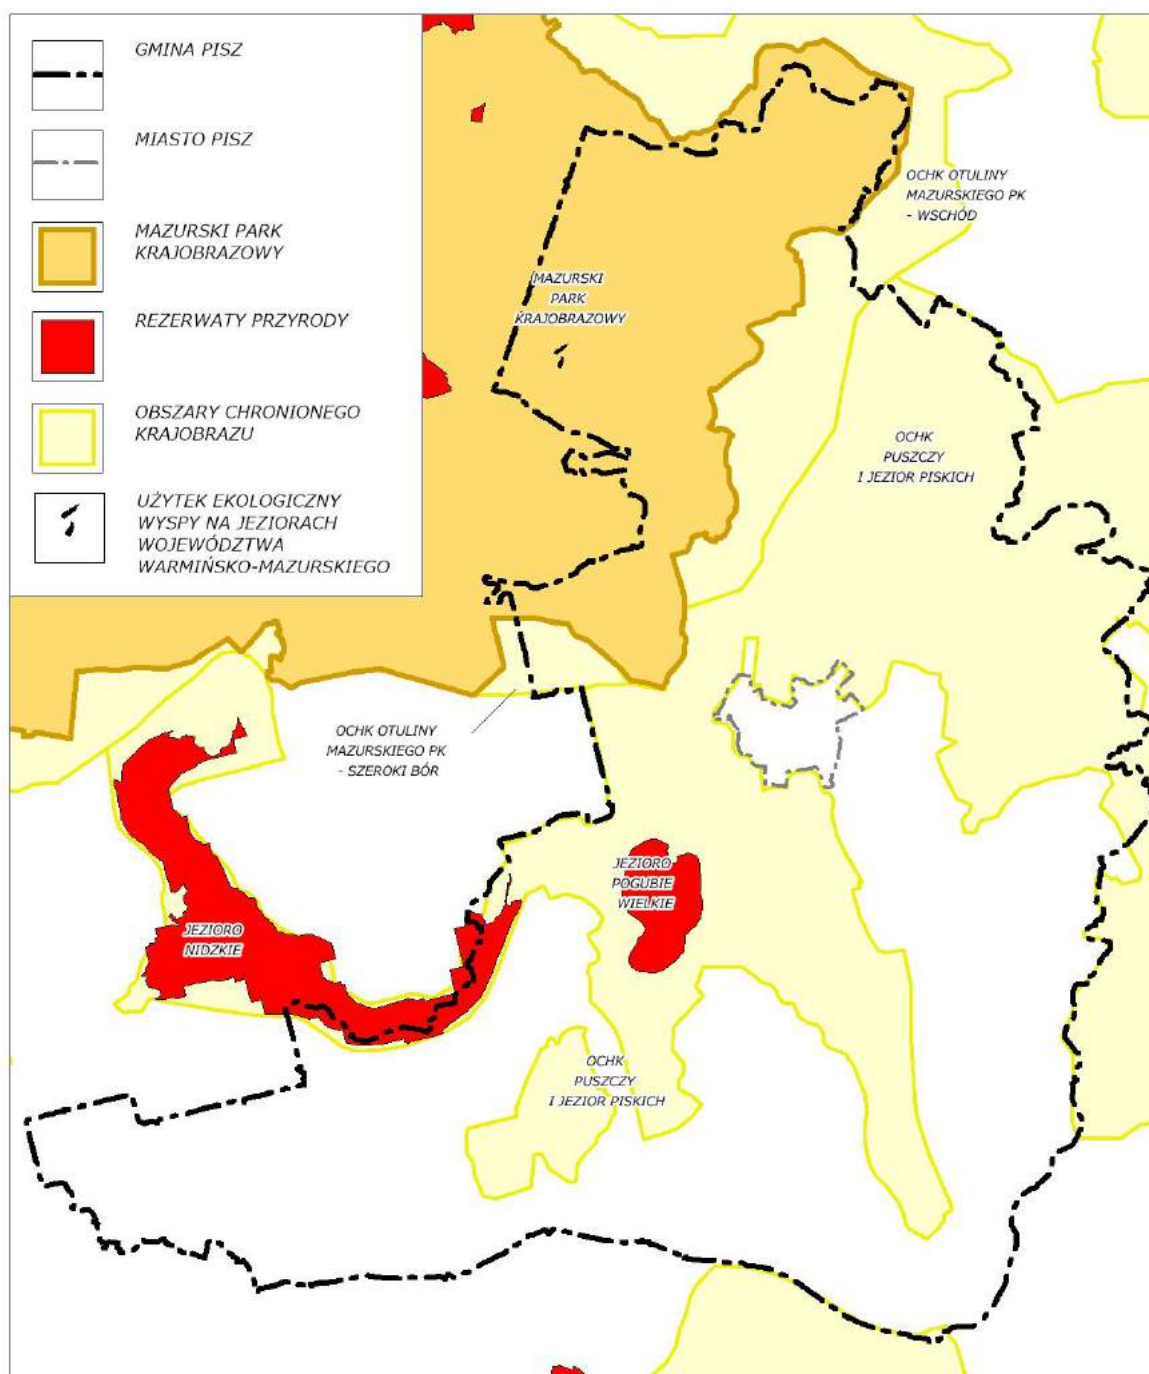 GMINA PISZ
MIASTO PISZ
MAZURSKI PARK
KRAJOBRAZOWY
REZERWATY PRZYRODY
OBSZARY CHRONIONEGO
KRAJOBRAZU
UŻYTEK EKOLOGICZNY
WYSPY NA JEZIORACH
WOJEWÓDZTWA
WARMIŃSKO-MAZURSKIEGO
OCHK OTULINY
MAZURSKIEGO PK
- WSCHÓD
MAZURSKI
PARK
KRAJOBRAZOWY
OCHK
PUSZCZY
I JEZIOR PISKICH
OCHK OTULINY
MAZURSKIEGO PK
- SZEROKI BÓR
JEZIORO
POGUBIE
WIELKIE
JEZIORO
NIDZKIE
OCHK
PUSZCZY
I JEZIOR PISKICH